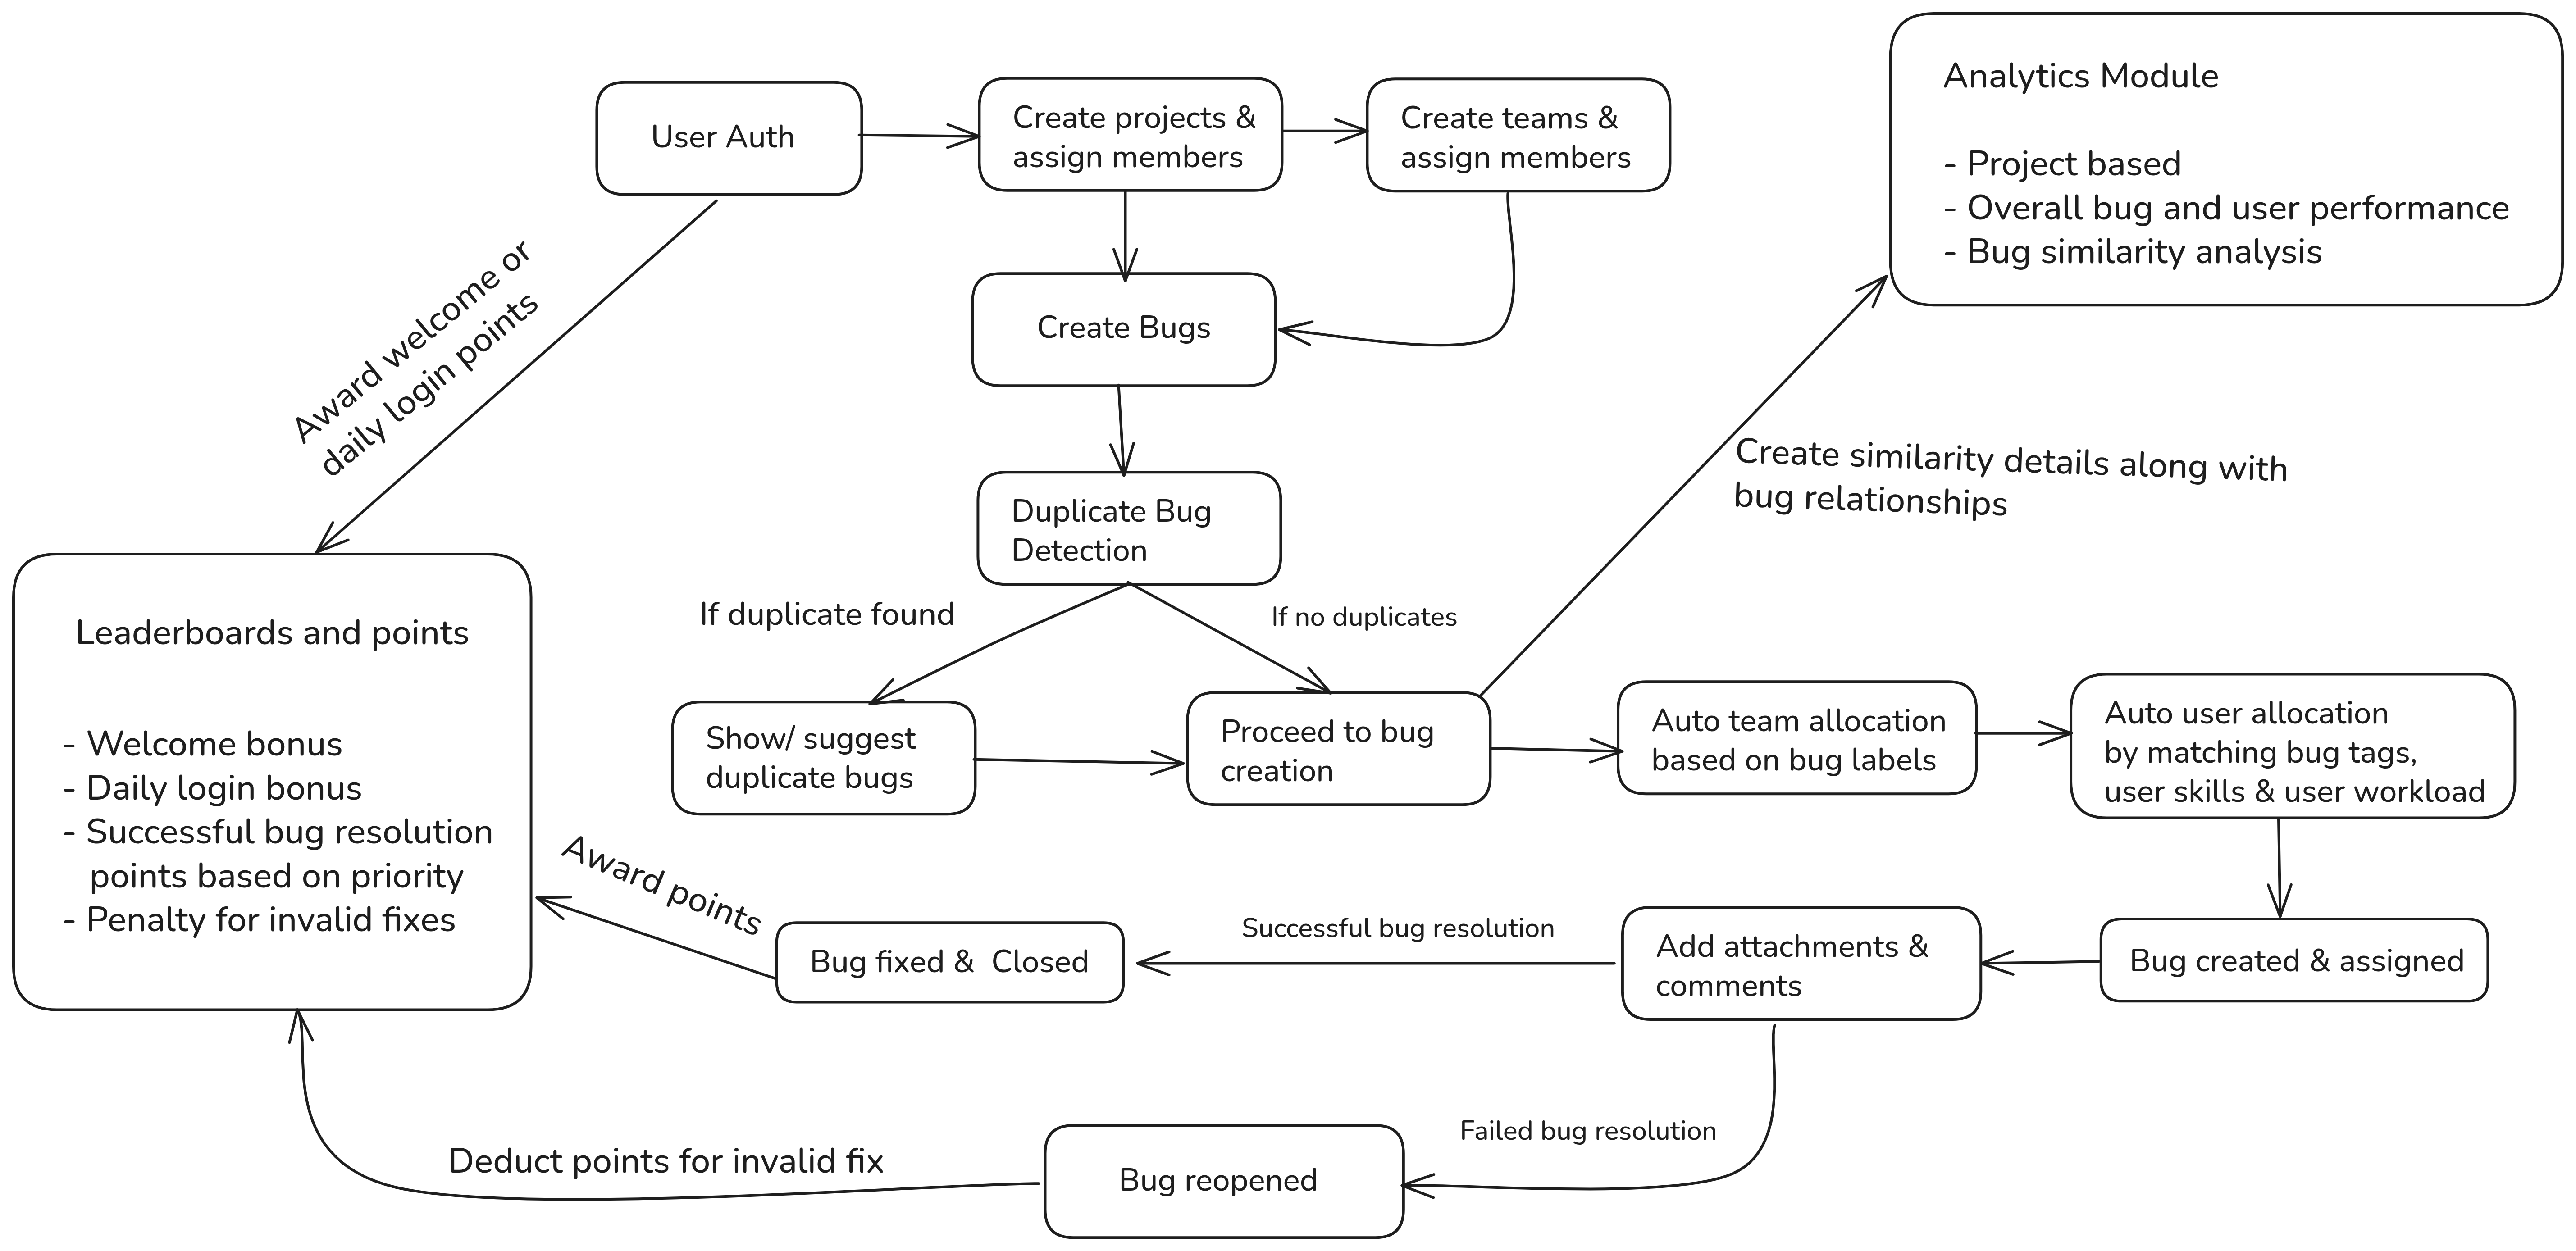 User Auth
Create projects &
assign members
Create teams &
assign members
Analytics Module
- Project based
- Overall bug and user performance
- Bug similarity analysis
Award welcome or
daily login points
Create Bugs
Create similarity details along with
bug relationships
Duplicate Bug
Detection
If duplicate found
If no duplicates
Leaderboards and points
- Welcome bonus
- Daily login bonus
- Successful bug resolution
points based on priority
- Penalty for invalid fixes
Show/ suggest
duplicate bugs
Proceed to bug
creation
Auto team allocation
based on bug labels
Auto user allocation
by matching bug tags,
user skills & user workload
Award points
Bug fixed &  Closed
Successful bug resolution
Add attachments &
comments
Bug created & assigned
Deduct points for invalid fix
Bug reopened
Failed bug resolution